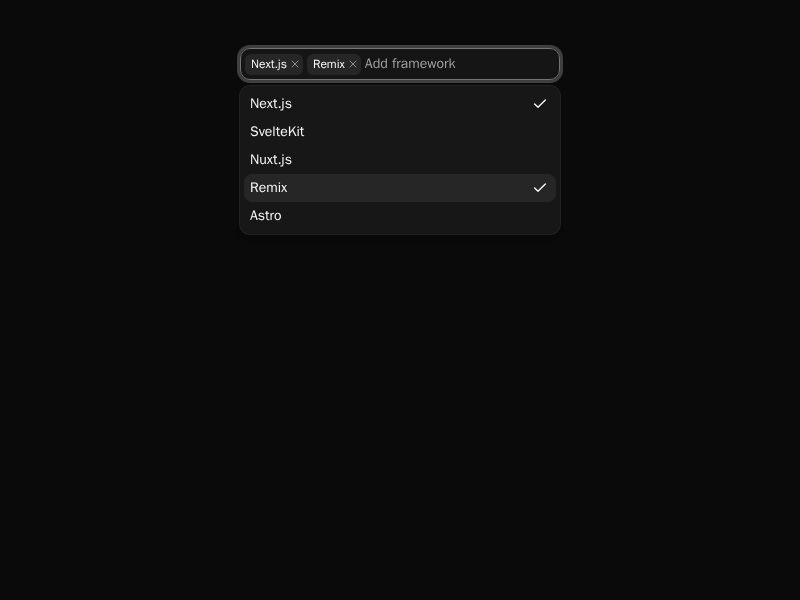 Next.js Remix Add framework
Next.js
SvelteKit
Nuxt.js
Remix
Astro